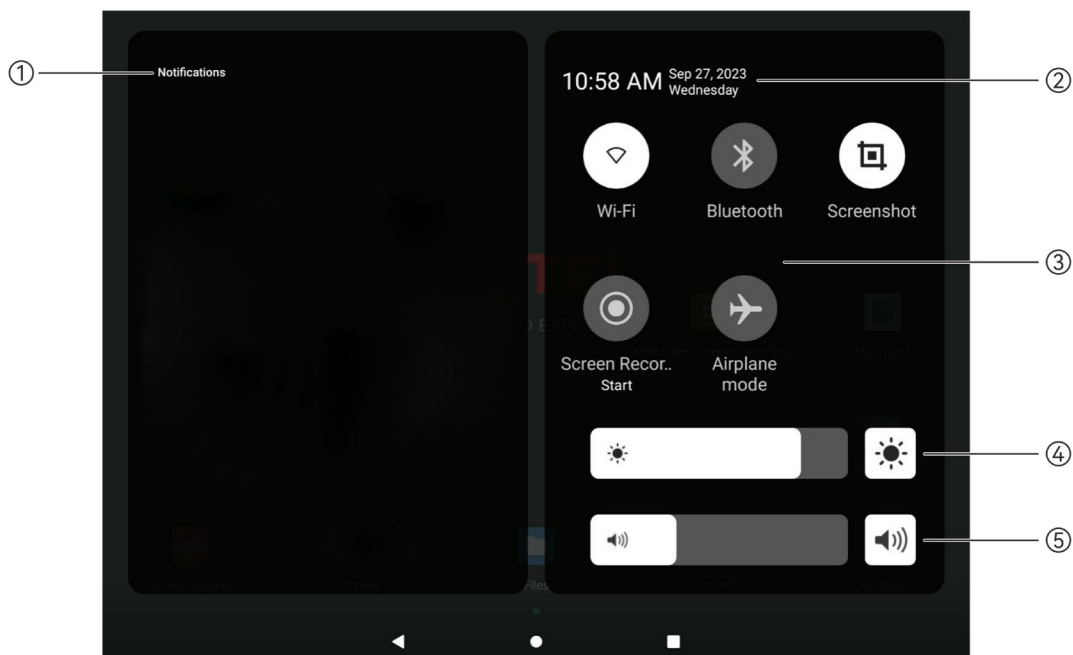 ①
Notifications
10:58 AM
Sep 27, 2023
Wednesday
②
Wi-Fi
Bluetooth
Screenshot
③
Screen Recor..
Start
Airplane
mode
④
⑤
Files